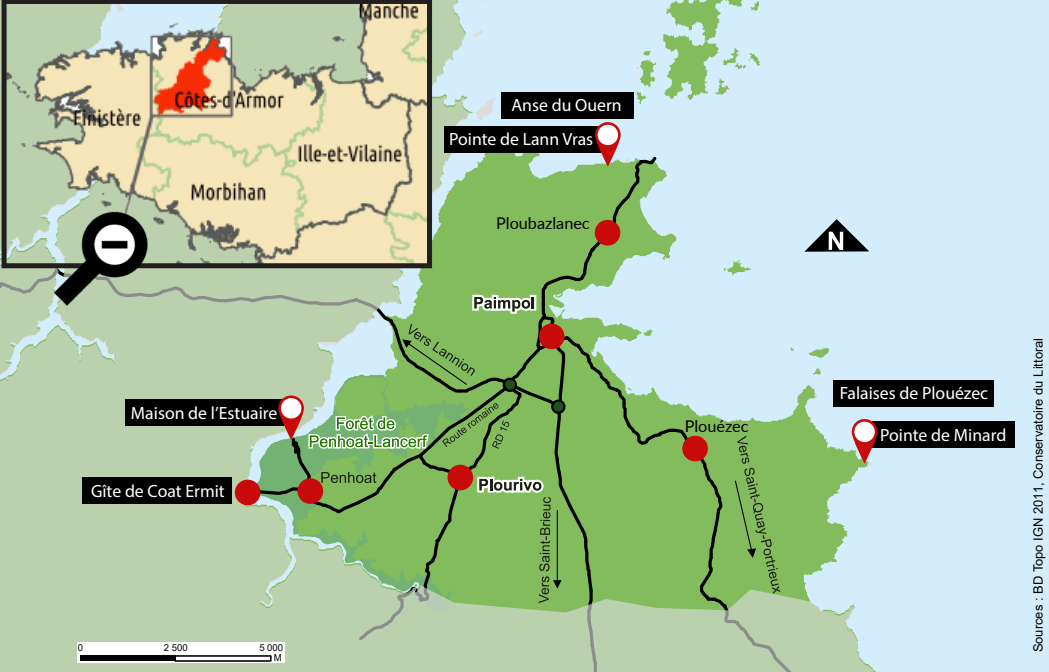 Manche
Finistère
Côtes-d'Armor
Ille-et-Vilaine
Morbihan
Anse du Ouern
Pointe de Lann Vras
Ploubazlanec
N
Paimpol
Vers Lannion
Maison de l'Estuaire
Forêt de
Penhoat-Lancerf
Route romaine
RD 15
Falaises de Plouézec
Pointe de Minard
Plouézec
Gîte de Coat Ermit
Penhoat
Plourivo
Vers Saint-Brieuc
Vers Saint-Quay-Portrieux
0 2 500 5 000
M
Sources : BD Topo IGN 2011, Conservatoire du Littoral